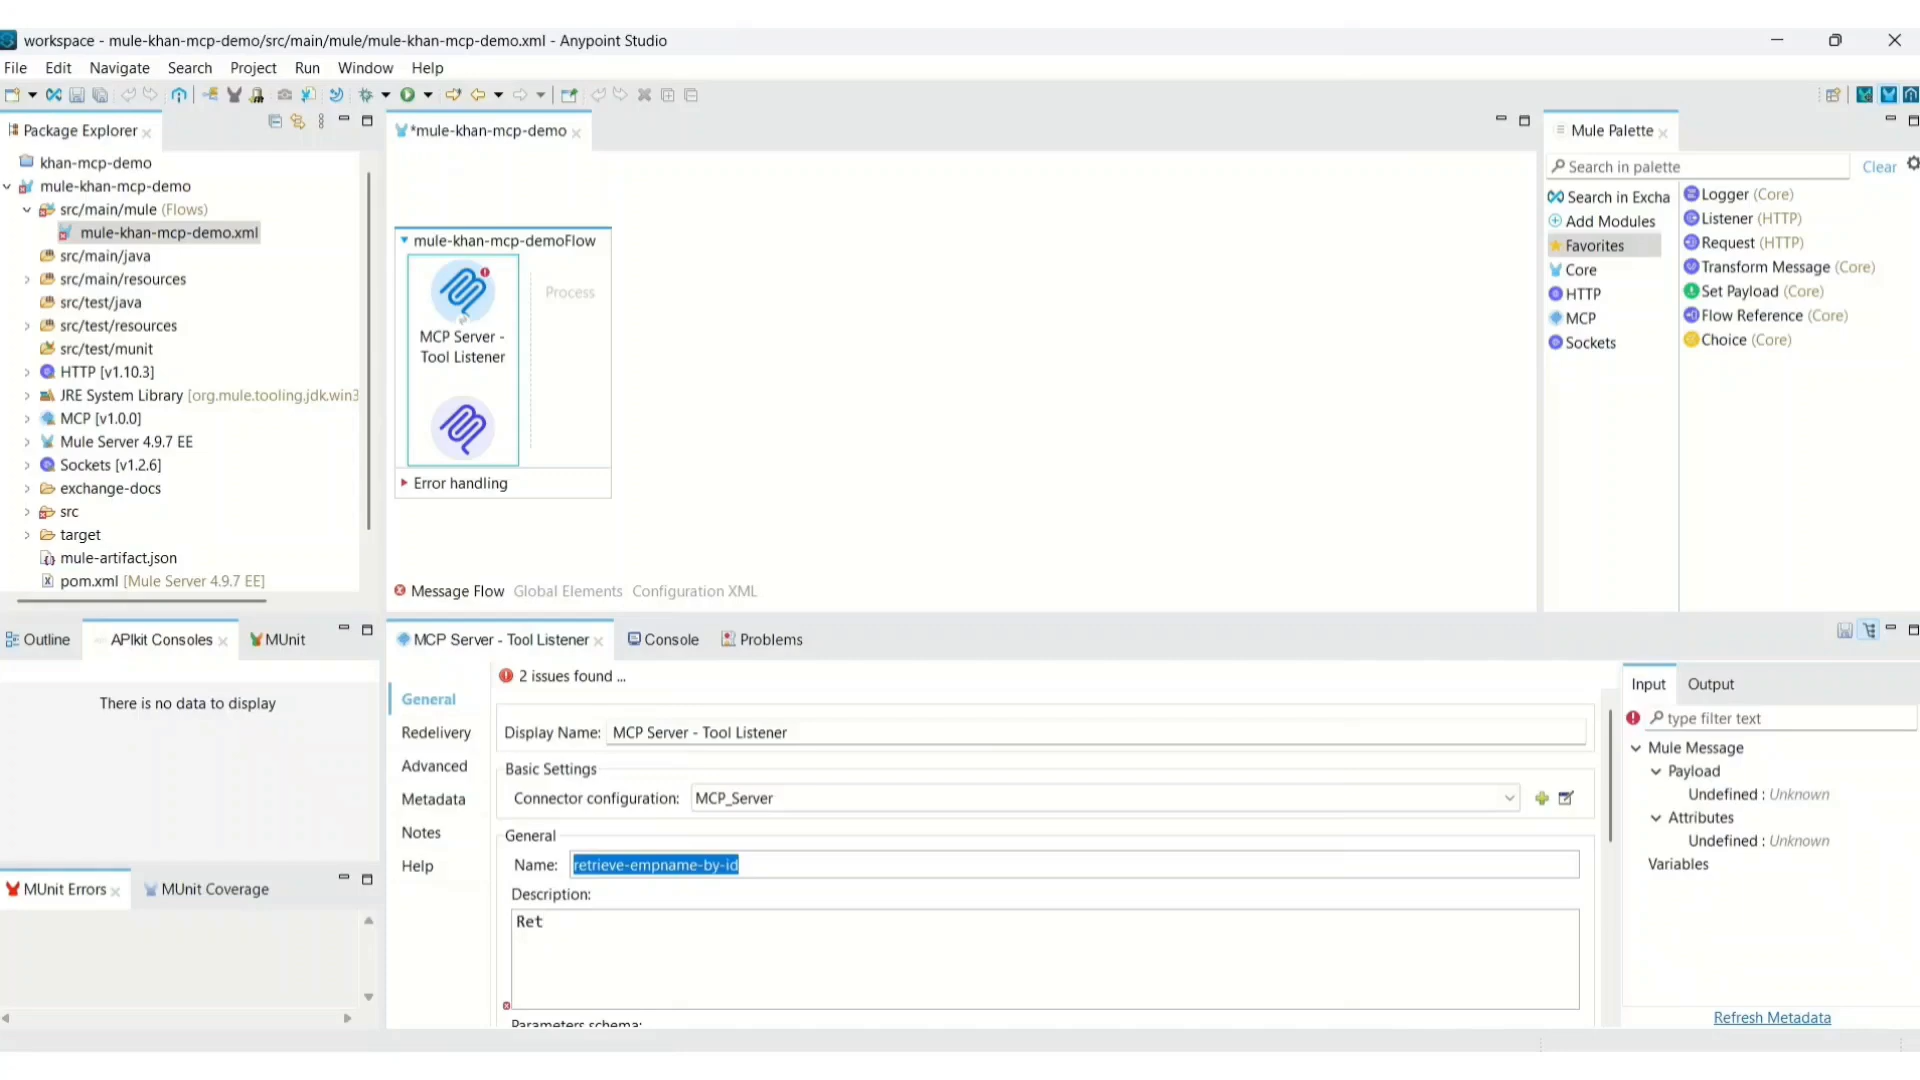 workspace - mule-khan-mcp-demo/src/main/mule/mule-khan-mcp-demo.xml - Anypoint Studio
File Edit Navigate Search Project Run Window Help
Package Explorer
khan-mcp-demo
mule-khan-mcp-demo
src/main/mule (Flows)
mule-khan-mcp-demo.xml
src/main/java
src/main/resources
src/test/java
src/test/resources
src/test/munit
HTTP [v1.10.3]
JRE System Library [org.mule.tooling.jdk.win3
MCP [v1.0.0]
Mule Server 4.9.7 EE
Sockets [v1.2.6]
exchange-docs
src
target
mule-artifact.json
pom.xml [Mule Server 4.9.7 EE]
*mule-khan-mcp-demo
mule-khan-mcp-demoFlow
MCP Server -
Tool Listener
Process
Error handling
Message Flow Global Elements Configuration XML
Mule Palette
Search in palette
Clear
Search in Excha
Add Modules
Favorites
Core
HTTP
MCP
Sockets
Logger (Core)
Listener (HTTP)
Request (HTTP)
Transform Message (Core)
Set Payload (Core)
Flow Reference (Core)
Choice (Core)
Outline
APIkit Consoles
MUnit
There is no data to display
MUnit Errors
MUnit Coverage
MCP Server - Tool Listener
Console
Problems
General
Redelivery
Advanced
Metadata
Notes
Help
2 issues found ...
Display Name: MCP Server - Tool Listener
Basic Settings
Connector configuration: MCP_Server
General
Name: retrieve-empname-by-id
Description:
Ret
Parameters schema:
Input Output
type filter text
Mule Message
Payload
Undefined : Unknown
Attributes
Undefined : Unknown
Variables
Refresh Metadata